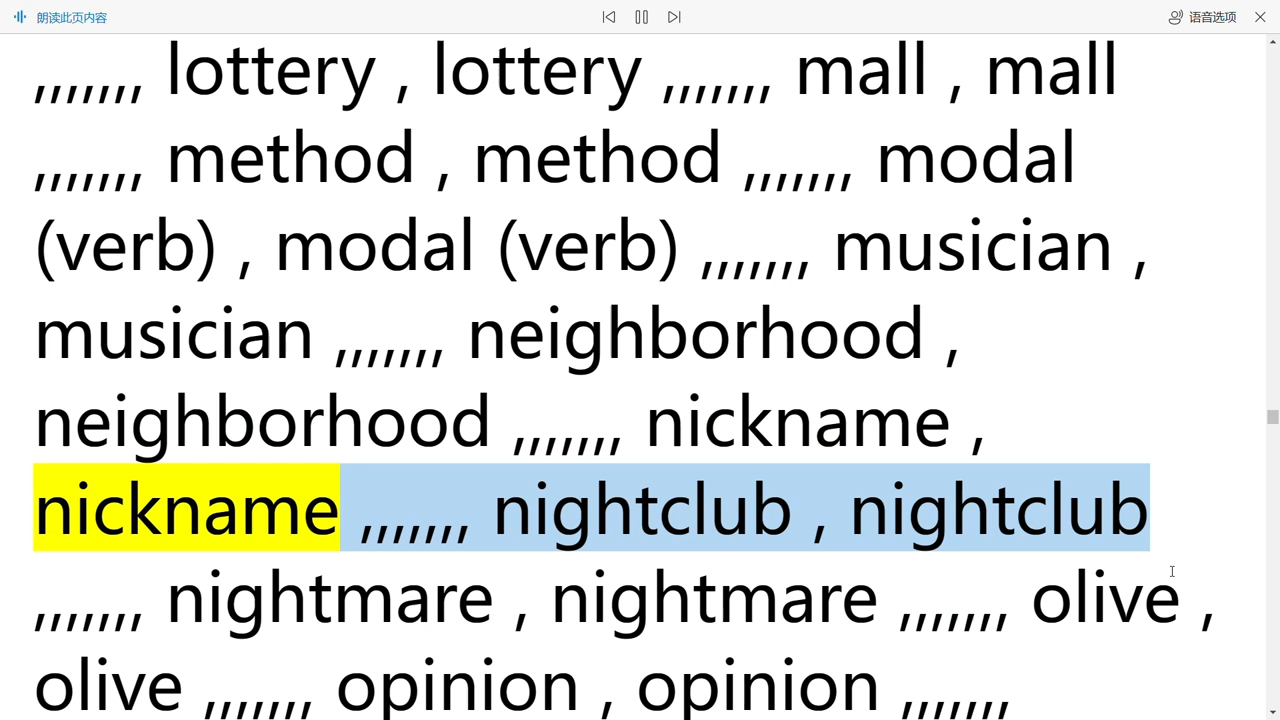 朗读此页内容
语音选项
,,,,,,, lottery , lottery ,,,,,,, mall , mall
,,,,,,, method , method ,,,,,,, modal
(verb) , modal (verb) ,,,,,,, musician ,
musician ,,,,,,, neighborhood ,
neighborhood ,,,,,,, nickname ,
nickname ,,,,,,, nightclub , nightclub
,,,,,,, nightmare , nightmare ,,,,,,, olive ,
olive ,,,,,,, opinion , opinion ,,,,,,,